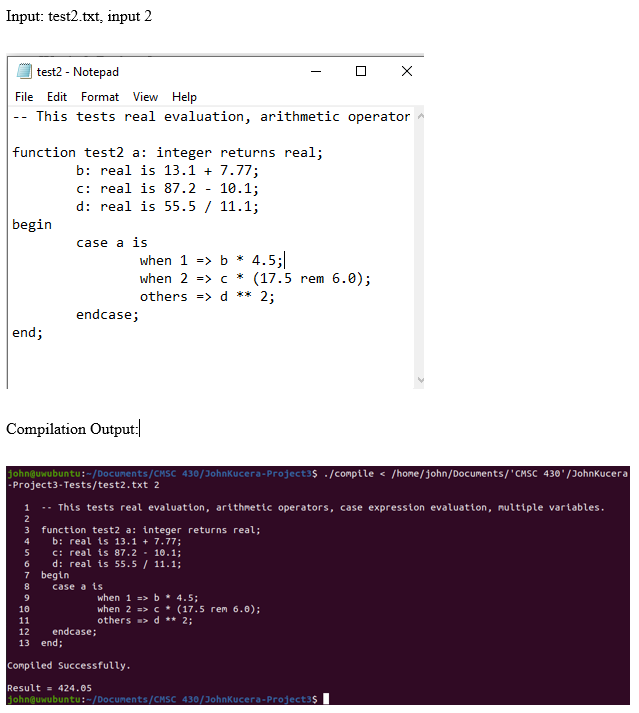 Input: test2.txt, input 2
test2 - Notepad
File Edit Format View Help
-- This tests real evaluation, arithmetic operator
function test2 a: integer returns real;
b: real is 13.1 + 7.77;
c: real is 87.2 - 10.1;
d: real is 55.5 / 11.1;
begin
case a is
when 1 => b * 4.5;
when 2 => c * (17.5 rem 6.0);
others => d ** 2;
endcase;
end;
Compilation Output:
john@uwubuntu:~/Documents/CMSC 430/JohnKucera-Project3$ ./compile < /home/john/Documents/'CMSC 430'/JohnKucera
-Project3-Tests/test2.txt 2
1 -- This tests real evaluation, arithmetic operators, case expression evaluation, multiple variables.
2
3 function test2 a: integer returns real;
4 b: real is 13.1 + 7.77;
5 c: real is 87.2 - 10.1;
6 d: real is 55.5 / 11.1;
7 begin
8 case a is
9 when 1 => b * 4.5;
10 when 2 => c * (17.5 rem 6.0);
11 others => d ** 2;
12 endcase;
13 end;
Compiled Successfully.
Result = 424.05
john@uwubuntu:~/Documents/CMSC 430/JohnKucera-Project3$